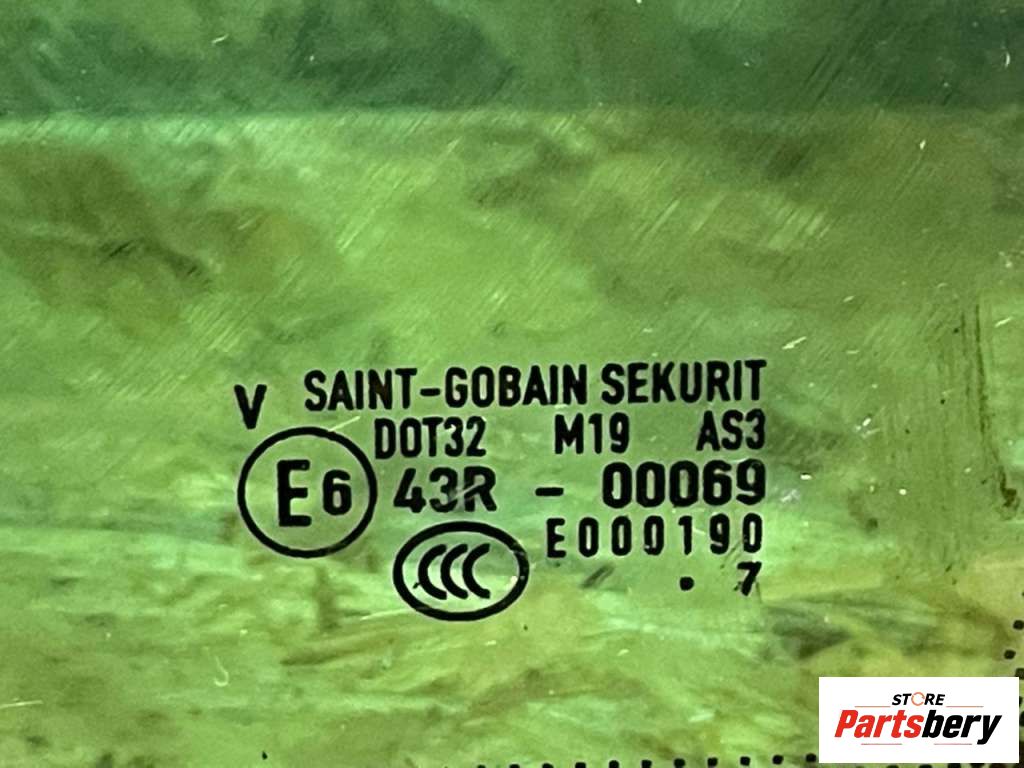 V SAINT-GOBAIN SEKURIT
DOT32 M19 AS3
E6 43R - 00069
CCC E000190
. 7
STORE
Partsbery